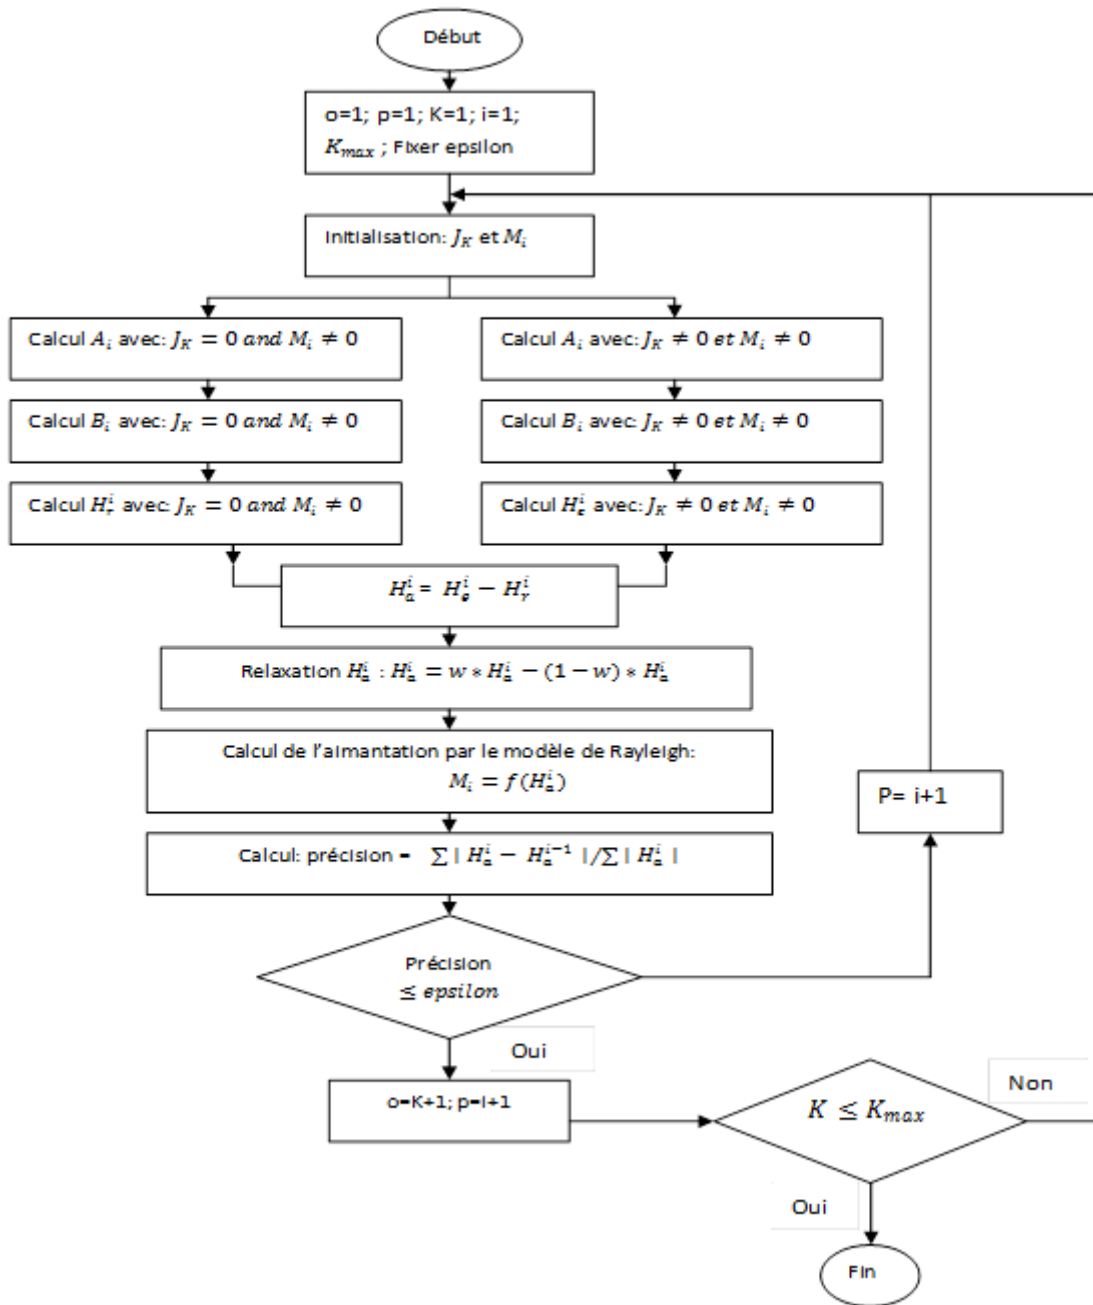 Début
o=1; p=1; K=1; i=1;
K_max ; Fixer epsilon
Initialisation: J_K et M_i
Calcul A_i avec: J_K = 0 and M_i ≠ 0
Calcul A_i avec: J_K ≠ 0 et M_i ≠ 0
Calcul B_i avec: J_K = 0 and M_i ≠ 0
Calcul B_i avec: J_K ≠ 0 et M_i ≠ 0
Calcul H_r^i avec: J_K = 0 and M_i ≠ 0
Calcul H_e^i avec: J_K ≠ 0 et M_i ≠ 0
H_a^i = H_e^i − H_r^i
Relaxation H_a^i : H_a^i = w ∗ H_a^i − (1 − w) ∗ H_a^i
Calcul de l'aimantation par le modèle de Rayleigh:
M_i = f(H_a^i)
P= i+1
Calcul: précision = ∑ | H_a^i − H_a^{i−1} |/∑ | H_a^i |
Précision
≤ epsilon
Oui
o=K+1; p=i+1
K ≤ K_max
Non
Oui
Fin